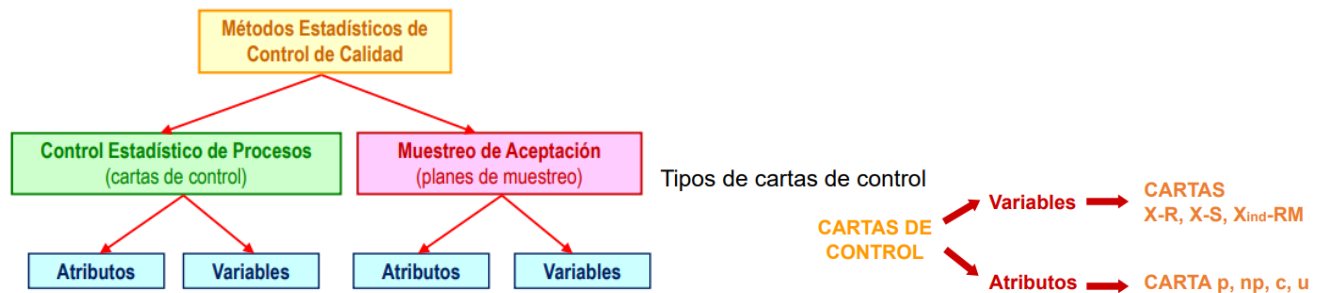 Métodos Estadísticos de
Control de Calidad
Control Estadístico de Procesos
(cartas de control)
Muestreo de Aceptación
(planes de muestreo)
Atributos
Variables
Atributos
Variables
Tipos de cartas de control
CARTAS DE
CONTROL
Variables
CARTAS
X-R, X-S, Xind-RM
Atributos
CARTA p, np, c, u